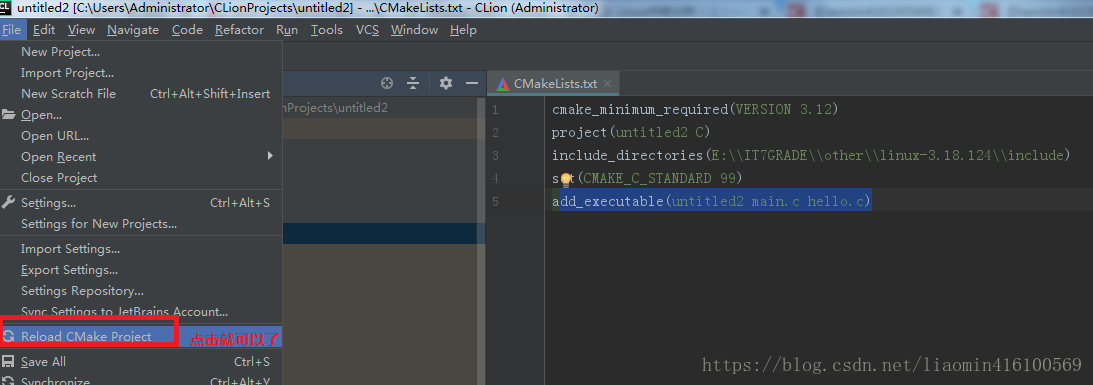 CL untitled2 [C:\Users\Administrator\CLionProjects\untitled2] - ...\CMakeLists.txt - CLion (Administrator)
File Edit View Navigate Code Refactor Run Tools VCS Window Help
New Project...
Import Project...
New Scratch File Ctrl+Alt+Shift+Insert
Open...
Open URL...
Open Recent
Close Project
Settings... Ctrl+Alt+S
Settings for New Projects...
Import Settings...
Export Settings...
Settings Repository...
Sync Settings to JetBrains Account...
Reload CMake Project 点击就可以了
Save All Ctrl+S
Synchronize Ctrl+Alt+Y
nProjects\untitled2
CMakeLists.txt
1 cmake_minimum_required(VERSION 3.12)
2 project(untitled2 C)
3 include_directories(E:\\IT7GRADE\\other\\linux-3.18.124\\include)
4 set(CMAKE_C_STANDARD 99)
5 add_executable(untitled2 main.c hello.c)
https://blog.csdn.net/liaomin416100569